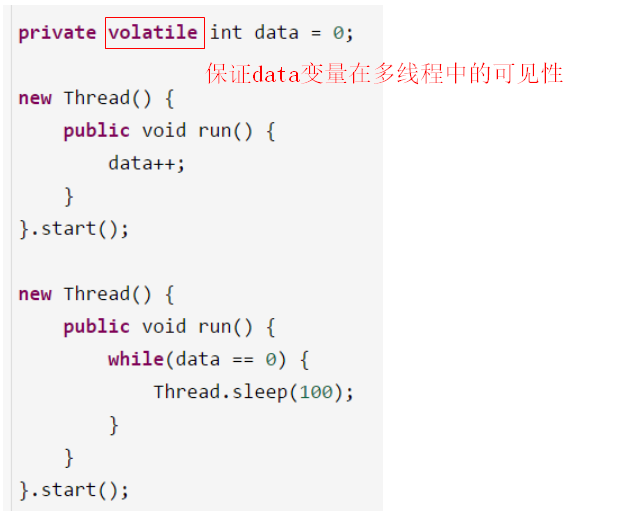 private volatile int data = 0;
保证data变量在多线程中的可见性
new Thread() {
public void run() {
data++;
}
}.start();
new Thread() {
public void run() {
while(data == 0) {
Thread.sleep(100);
}
}
}.start();